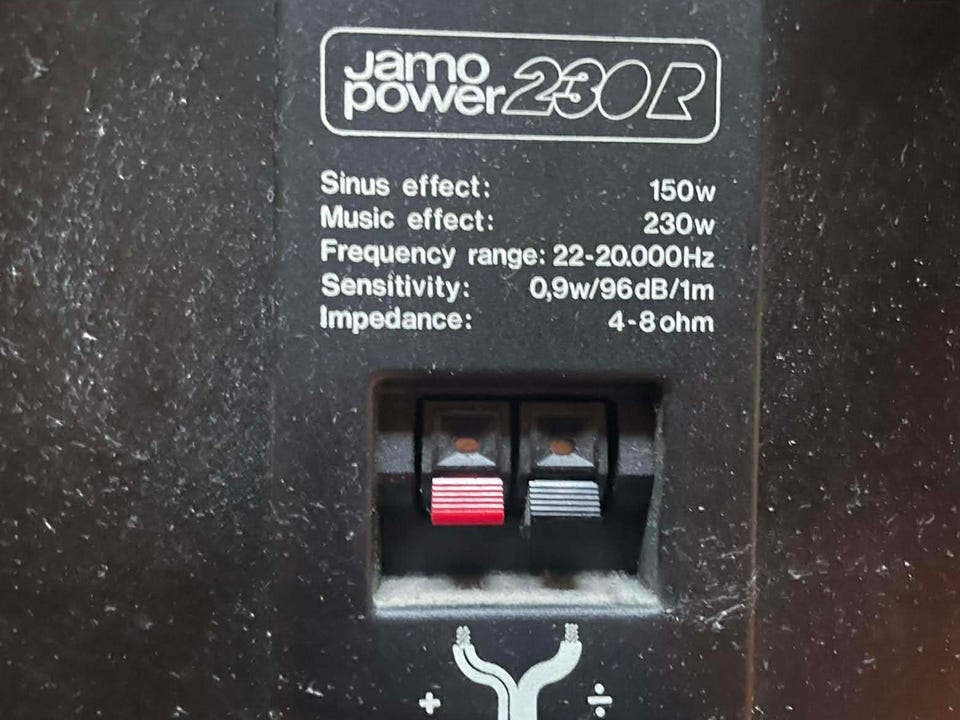 Jamo
power 230R
Sinus effect: 150w
Music effect: 230w
Frequency range: 22-20.000Hz
Sensitivity: 0,9w/96dB/1m
Impedance: 4-8ohm
+ ÷